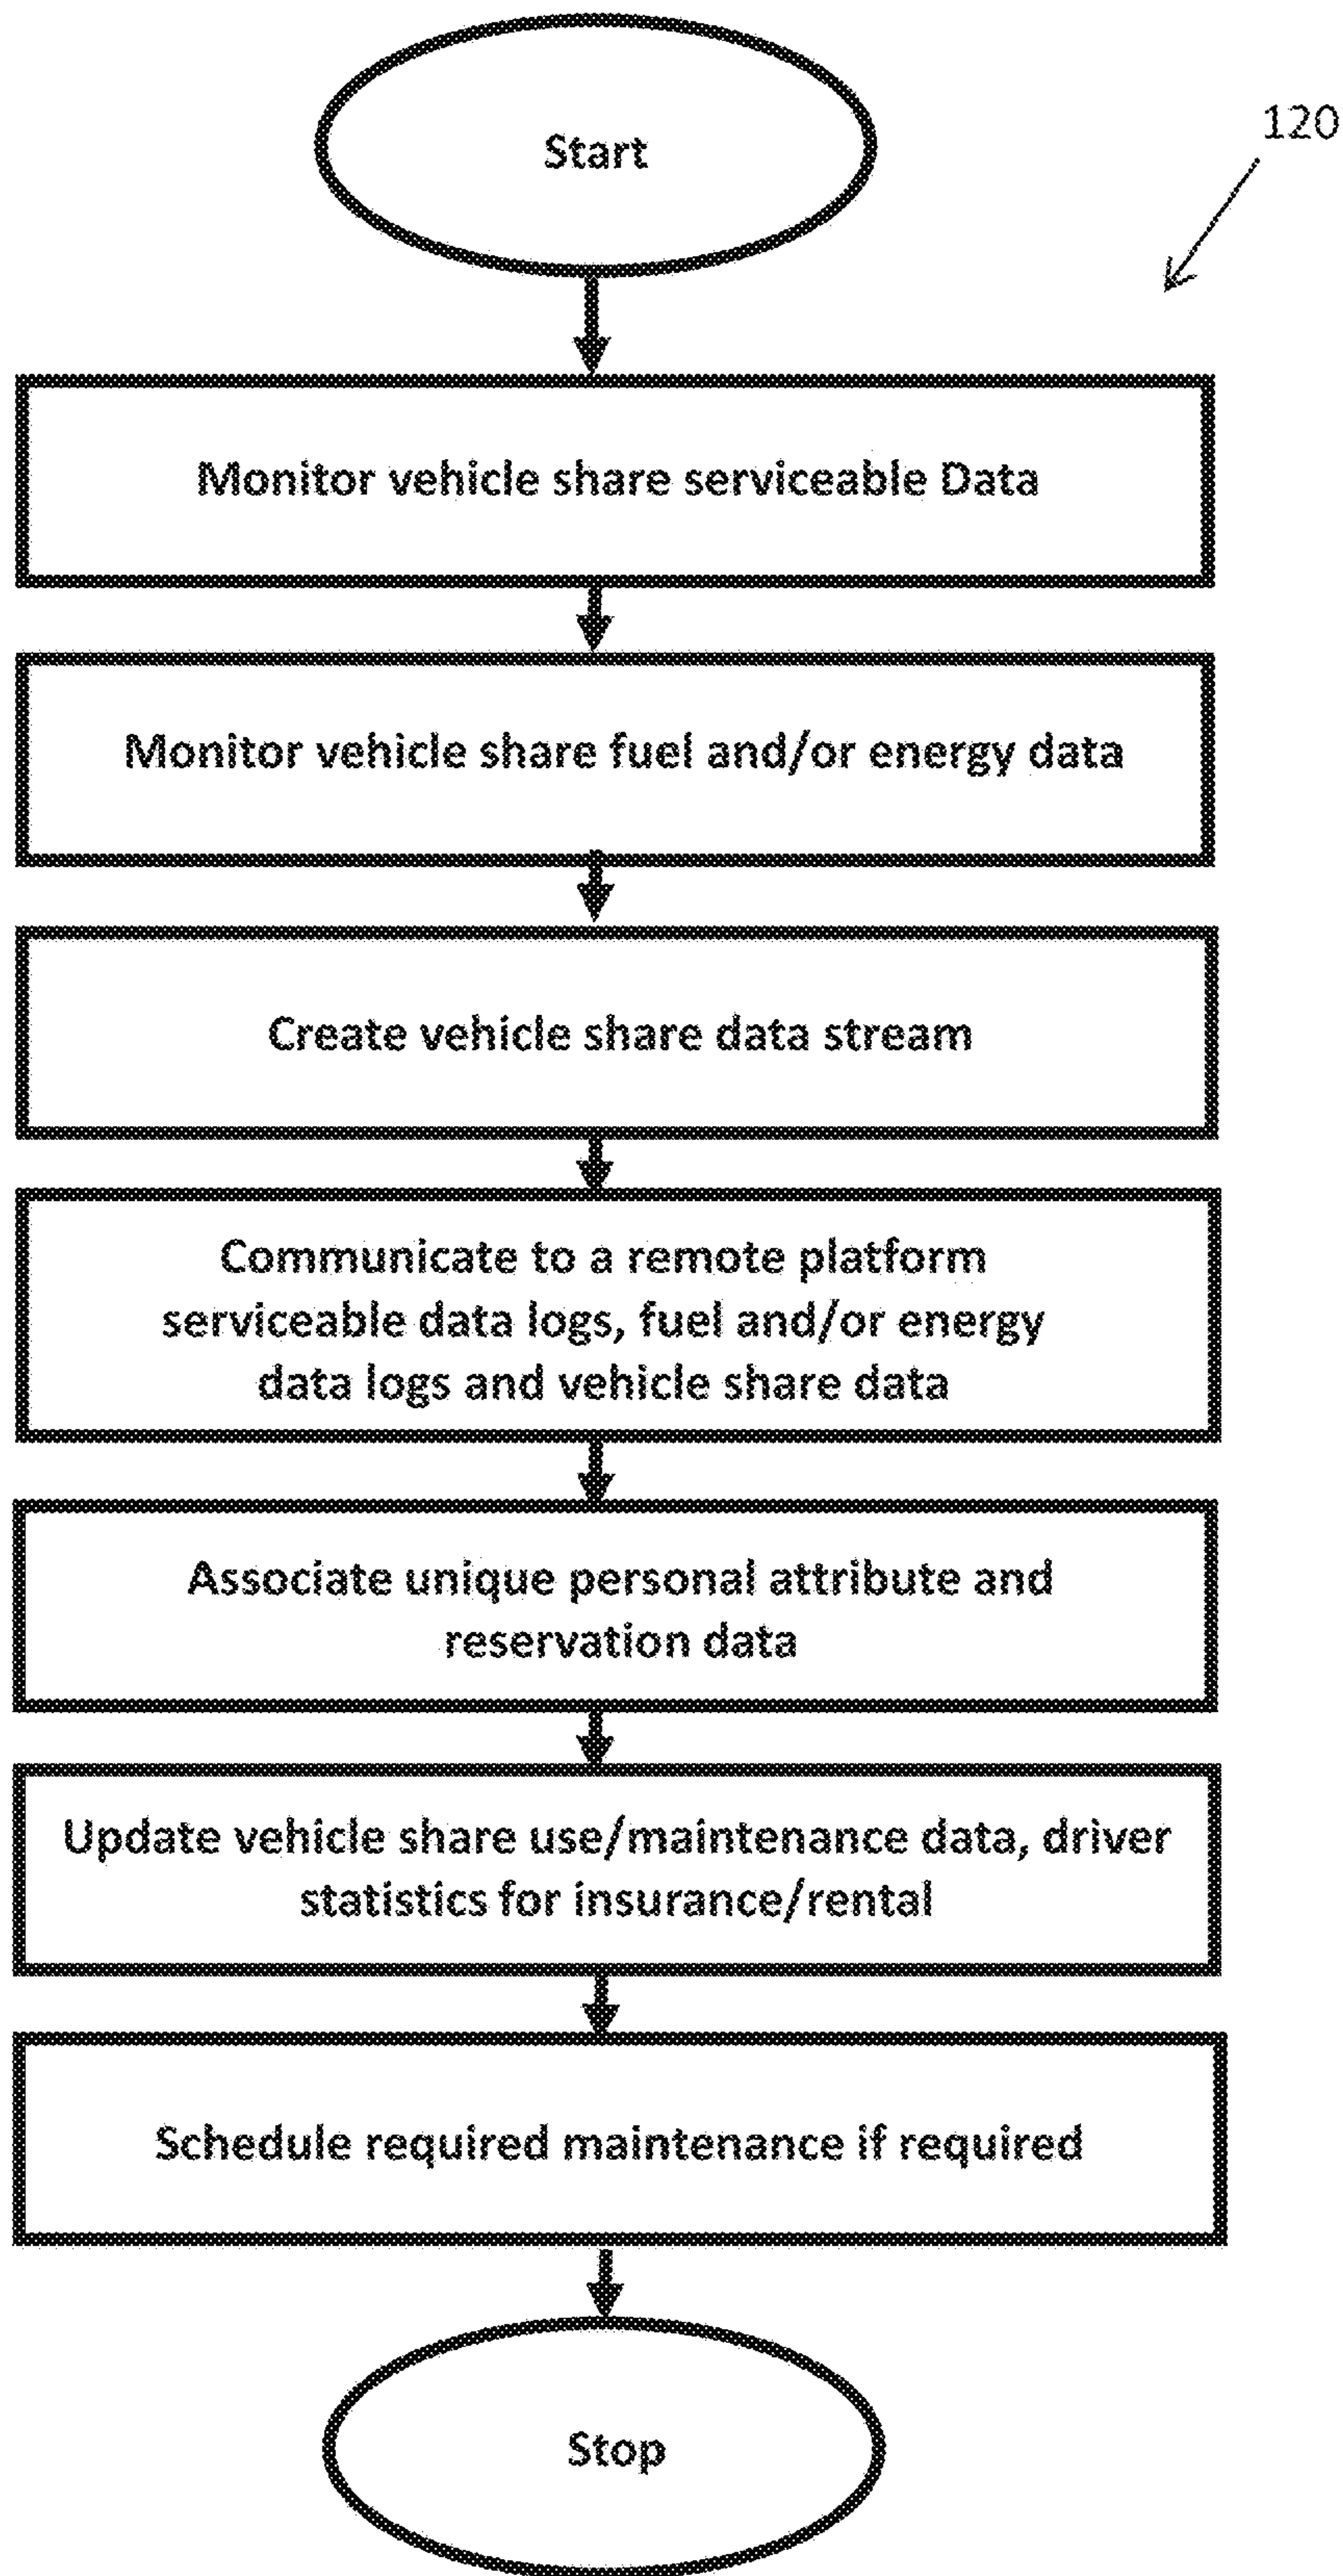 Start
120
Monitor vehicle share serviceable Data
Monitor vehicle share fuel and/or energy data
Create vehicle share data stream
Communicate to a remote platform
serviceable data logs, fuel and/or energy
data logs and vehicle share data
Associate unique personal attribute and
reservation data
Update vehicle share use/maintenance data, driver
statistics for insurance/rental
Schedule required maintenance if required
Stop